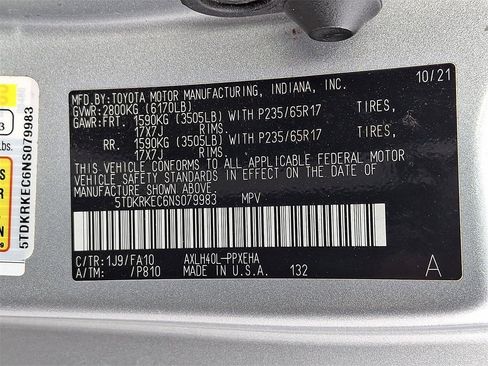 MFD. BY: TOYOTA MOTOR MANUFACTURING, INDIANA, INC. 10/21
GVWR: 2800KG (6170LB)
GAWR: FRT. 1590KG (3505LB) WITH P235/65R17 TIRES,
17X7J RIMS.
RR. 1590KG (3505LB) WITH P235/65R17 TIRES,
17X7J RIMS.
THIS VEHICLE CONFORMS TO ALL APPLICABLE FEDERAL MOTOR
VEHICLE SAFETY STANDARDS IN EFFECT ON THE DATE OF
MANUFACTURE SHOWN ABOVE.
5TDKRKEC6NS079983 MPV
C/TR: 1J9/FA10 AXLH40L-PPXEHA
A/TM: /P810 MADE IN U.S.A. 132 A
5TDKRKEC6NS079983
lbs.